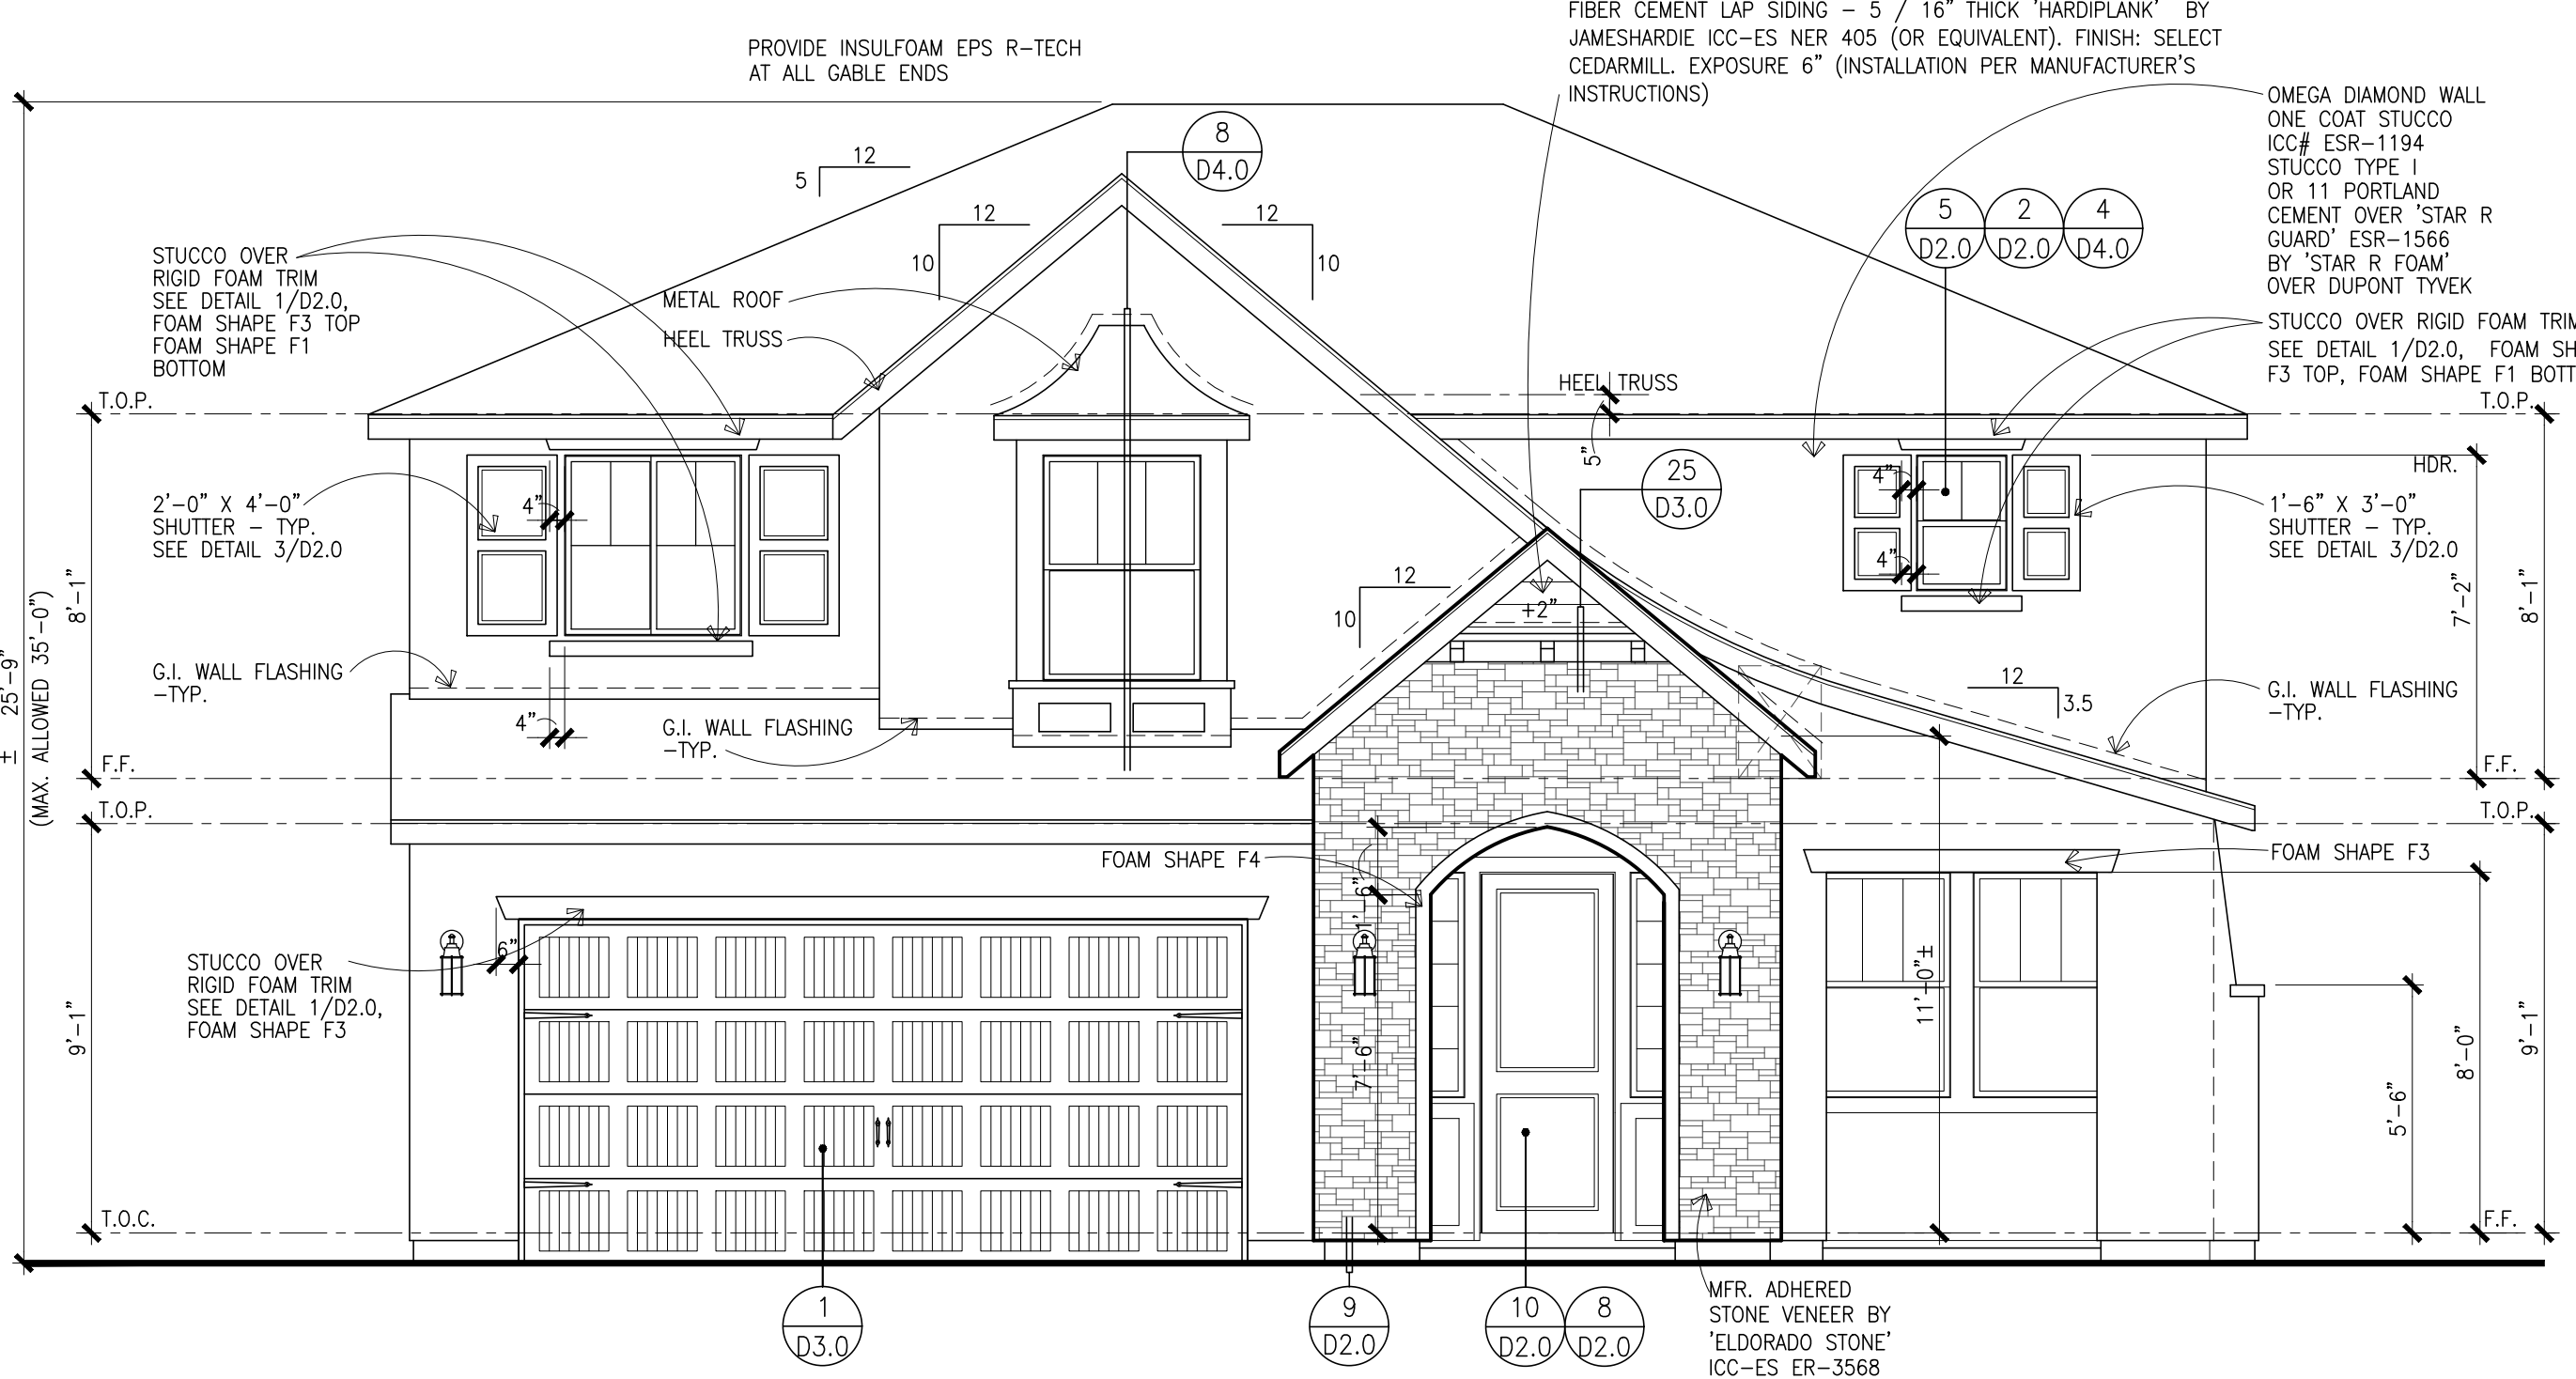 FIBER CEMENT LAP SIDING – 5 / 16" THICK 'HARDIPLANK' BY
JAMESHARDIE ICC–ES NER 405 (OR EQUIVALENT). FINISH: SELECT
CEDARMILL. EXPOSURE 6" (INSTALLATION PER MANUFACTURER'S
INSTRUCTIONS)
PROVIDE INSULFOAM EPS R–TECH
AT ALL GABLE ENDS
OMEGA DIAMOND WALL
ONE COAT STUCCO
ICC# ESR–1194
STUCCO TYPE I
OR 11 PORTLAND
CEMENT OVER 'STAR R
GUARD' ESR–1566
BY 'STAR R FOAM'
OVER DUPONT TYVEK
8
D4.0
12
5
12
10
12
10
5
D2.0
2
D2.0
4
D4.0
STUCCO OVER
RIGID FOAM TRIM
SEE DETAIL 1/D2.0,
FOAM SHAPE F3 TOP
FOAM SHAPE F1
BOTTOM
METAL ROOF
HEEL TRUSS
STUCCO OVER RIGID FOAM TRIM
SEE DETAIL 1/D2.0, FOAM SH
F3 TOP, FOAM SHAPE F1 BOTT
HEEL TRUSS
5"
T.O.P.
T.O.P.
HDR.
25
D3.0
2'–0" X 4'–0"
SHUTTER – TYP.
SEE DETAIL 3/D2.0
4"
4"
4"
1'–6" X 3'–0"
SHUTTER – TYP.
SEE DETAIL 3/D2.0
8'–1"
7'–2"
8'–1"
12
10
+2"
± 25'–9"
(MAX. ALLOWED 35'–0")
G.I. WALL FLASHING
–TYP.
4"
G.I. WALL FLASHING
–TYP.
12
3.5
G.I. WALL FLASHING
–TYP.
F.F.
F.F.
T.O.P.
T.O.P.
FOAM SHAPE F4
FOAM SHAPE F3
1'–6"
6"
STUCCO OVER
RIGID FOAM TRIM
SEE DETAIL 1/D2.0,
FOAM SHAPE F3
9'–1"
7'–6"
11'–0"±
5'–6"
8'–0"
9'–1"
T.O.C.
F.F.
1
D3.0
9
D2.0
10
D2.0
8
D2.0
MFR. ADHERED
STONE VENEER BY
'ELDORADO STONE'
ICC–ES ER–3568